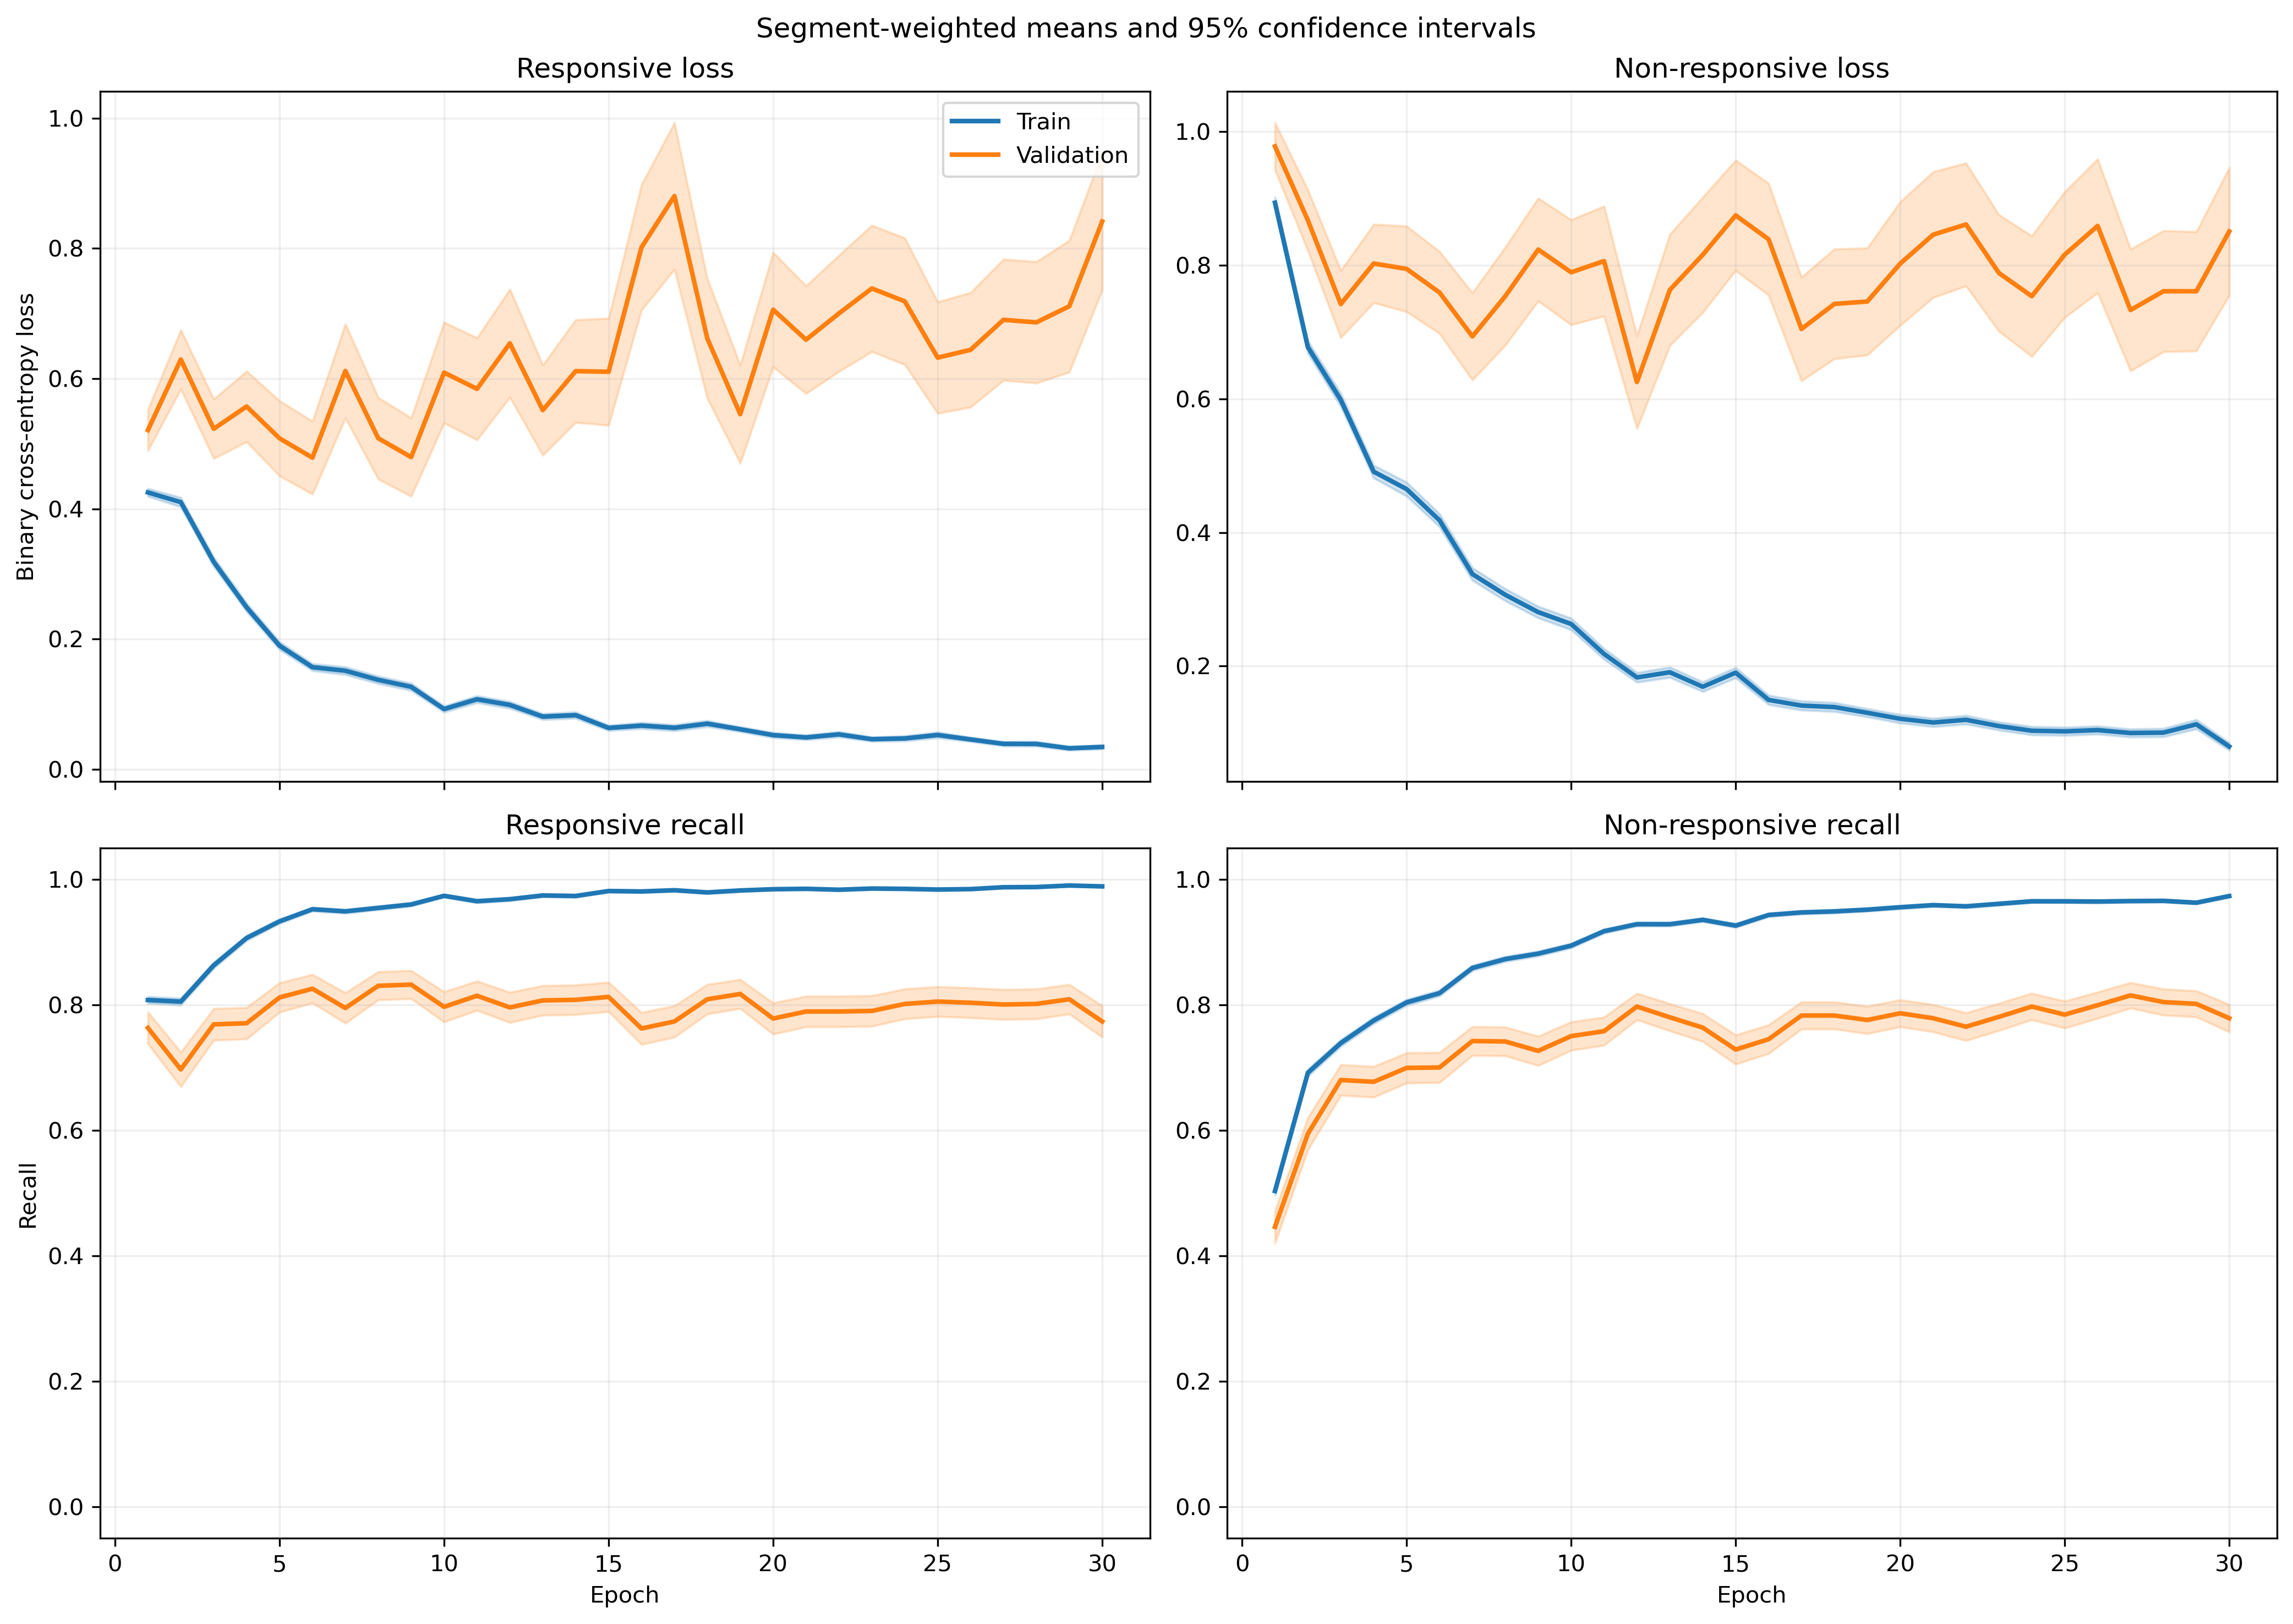 Segment-weighted means and 95% confidence intervals
Responsive loss
Non-responsive loss
Binary cross-entropy loss
1.0
0.8
0.6
0.4
0.2
0.0
Train
Validation
1.0
0.8
0.6
0.4
0.2
Responsive recall
Non-responsive recall
Recall
1.0
0.8
0.6
0.4
0.2
0.0
0 5 10 15 20 25 30
Epoch
1.0
0.8
0.6
0.4
0.2
0.0
0 5 10 15 20 25 30
Epoch